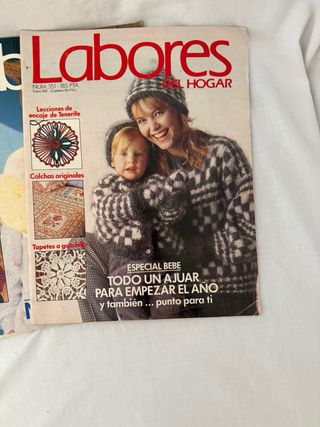 Labores
DEL HOGAR
NUM. 351 - 185 PTA.
Lecciones de
encaje de Tenerife
Colchas originales
Tapetes a ganchillo
ESPECIAL BEBE
TODO UN AJUAR
PARA EMPEZAR EL AÑO
y también ... punto para ti